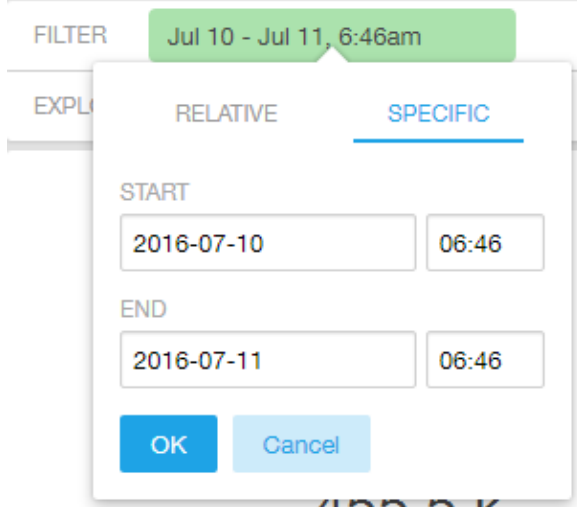 FILTER Jul 10 - Jul 11, 6:46am
EXPL
RELATIVE SPECIFIC
START
2016-07-10 06:46
END
2016-07-11 06:46
OK Cancel